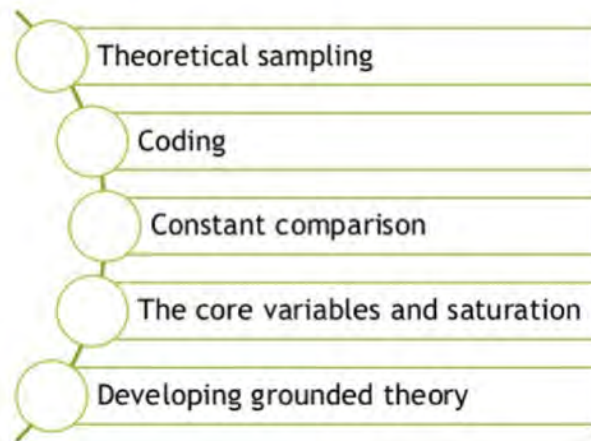 Theoretical sampling
Coding
Constant comparison
The core variables and saturation
Developing grounded theory